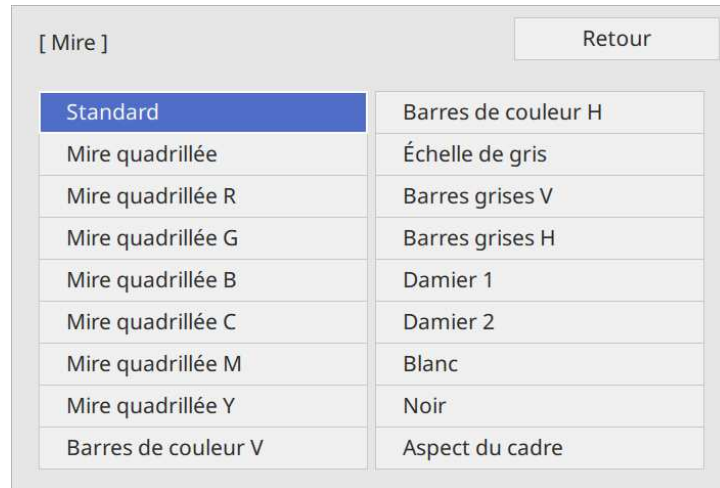 [ Mire ]
Retour
Standard
Mire quadrillée
Mire quadrillée R
Mire quadrillée G
Mire quadrillée B
Mire quadrillée C
Mire quadrillée M
Mire quadrillée Y
Barres de couleur V
Barres de couleur H
Échelle de gris
Barres grises V
Barres grises H
Damier 1
Damier 2
Blanc
Noir
Aspect du cadre